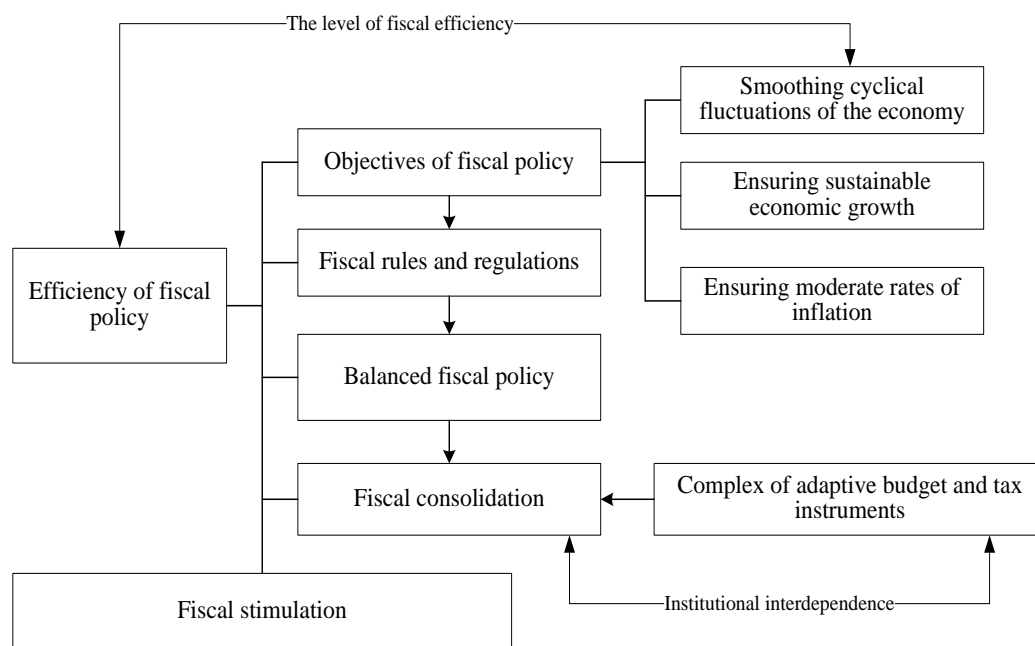 The level of fiscal efficiency
Smoothing cyclical
fluctuations of the economy
Objectives of fiscal policy
Ensuring sustainable
economic growth
Fiscal rules and regulations
Efficiency of fiscal
policy
Ensuring moderate rates of
inflation
Balanced fiscal policy
Fiscal consolidation
Complex of adaptive budget and tax
instruments
Fiscal stimulation
Institutional interdependence